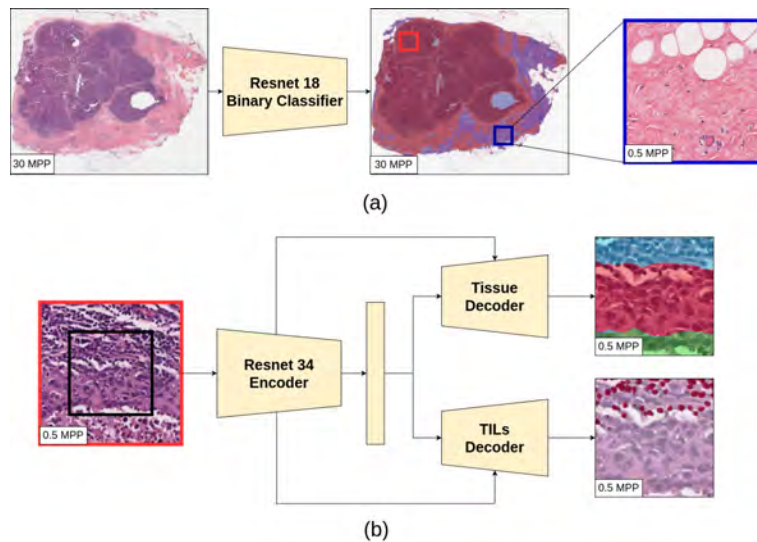 Resnet 18
Binary Classifier
30 MPP
30 MPP
0.5 MPP
(a)
Tissue
Decoder
0.5 MPP
Resnet 34
Encoder
0.5 MPP
TILs
Decoder
0.5 MPP
(b)